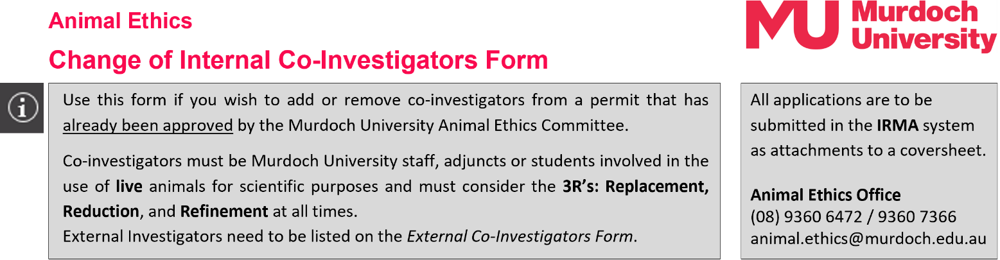 Animal Ethics
Change of Internal Co-Investigators Form
MU Murdoch
University
Use this form if you wish to add or remove co-investigators from a permit that has
already been approved by the Murdoch University Animal Ethics Committee.
Co-investigators must be Murdoch University staff, adjuncts or students involved in the
use of live animals for scientific purposes and must consider the 3R’s: Replacement,
Reduction, and Refinement at all times.
External Investigators need to be listed on the External Co-Investigators Form.
All applications are to be
submitted in the IRMA system
as attachments to a coversheet.
Animal Ethics Office
(08) 9360 6472 / 9360 7366
animal.ethics@murdoch.edu.au